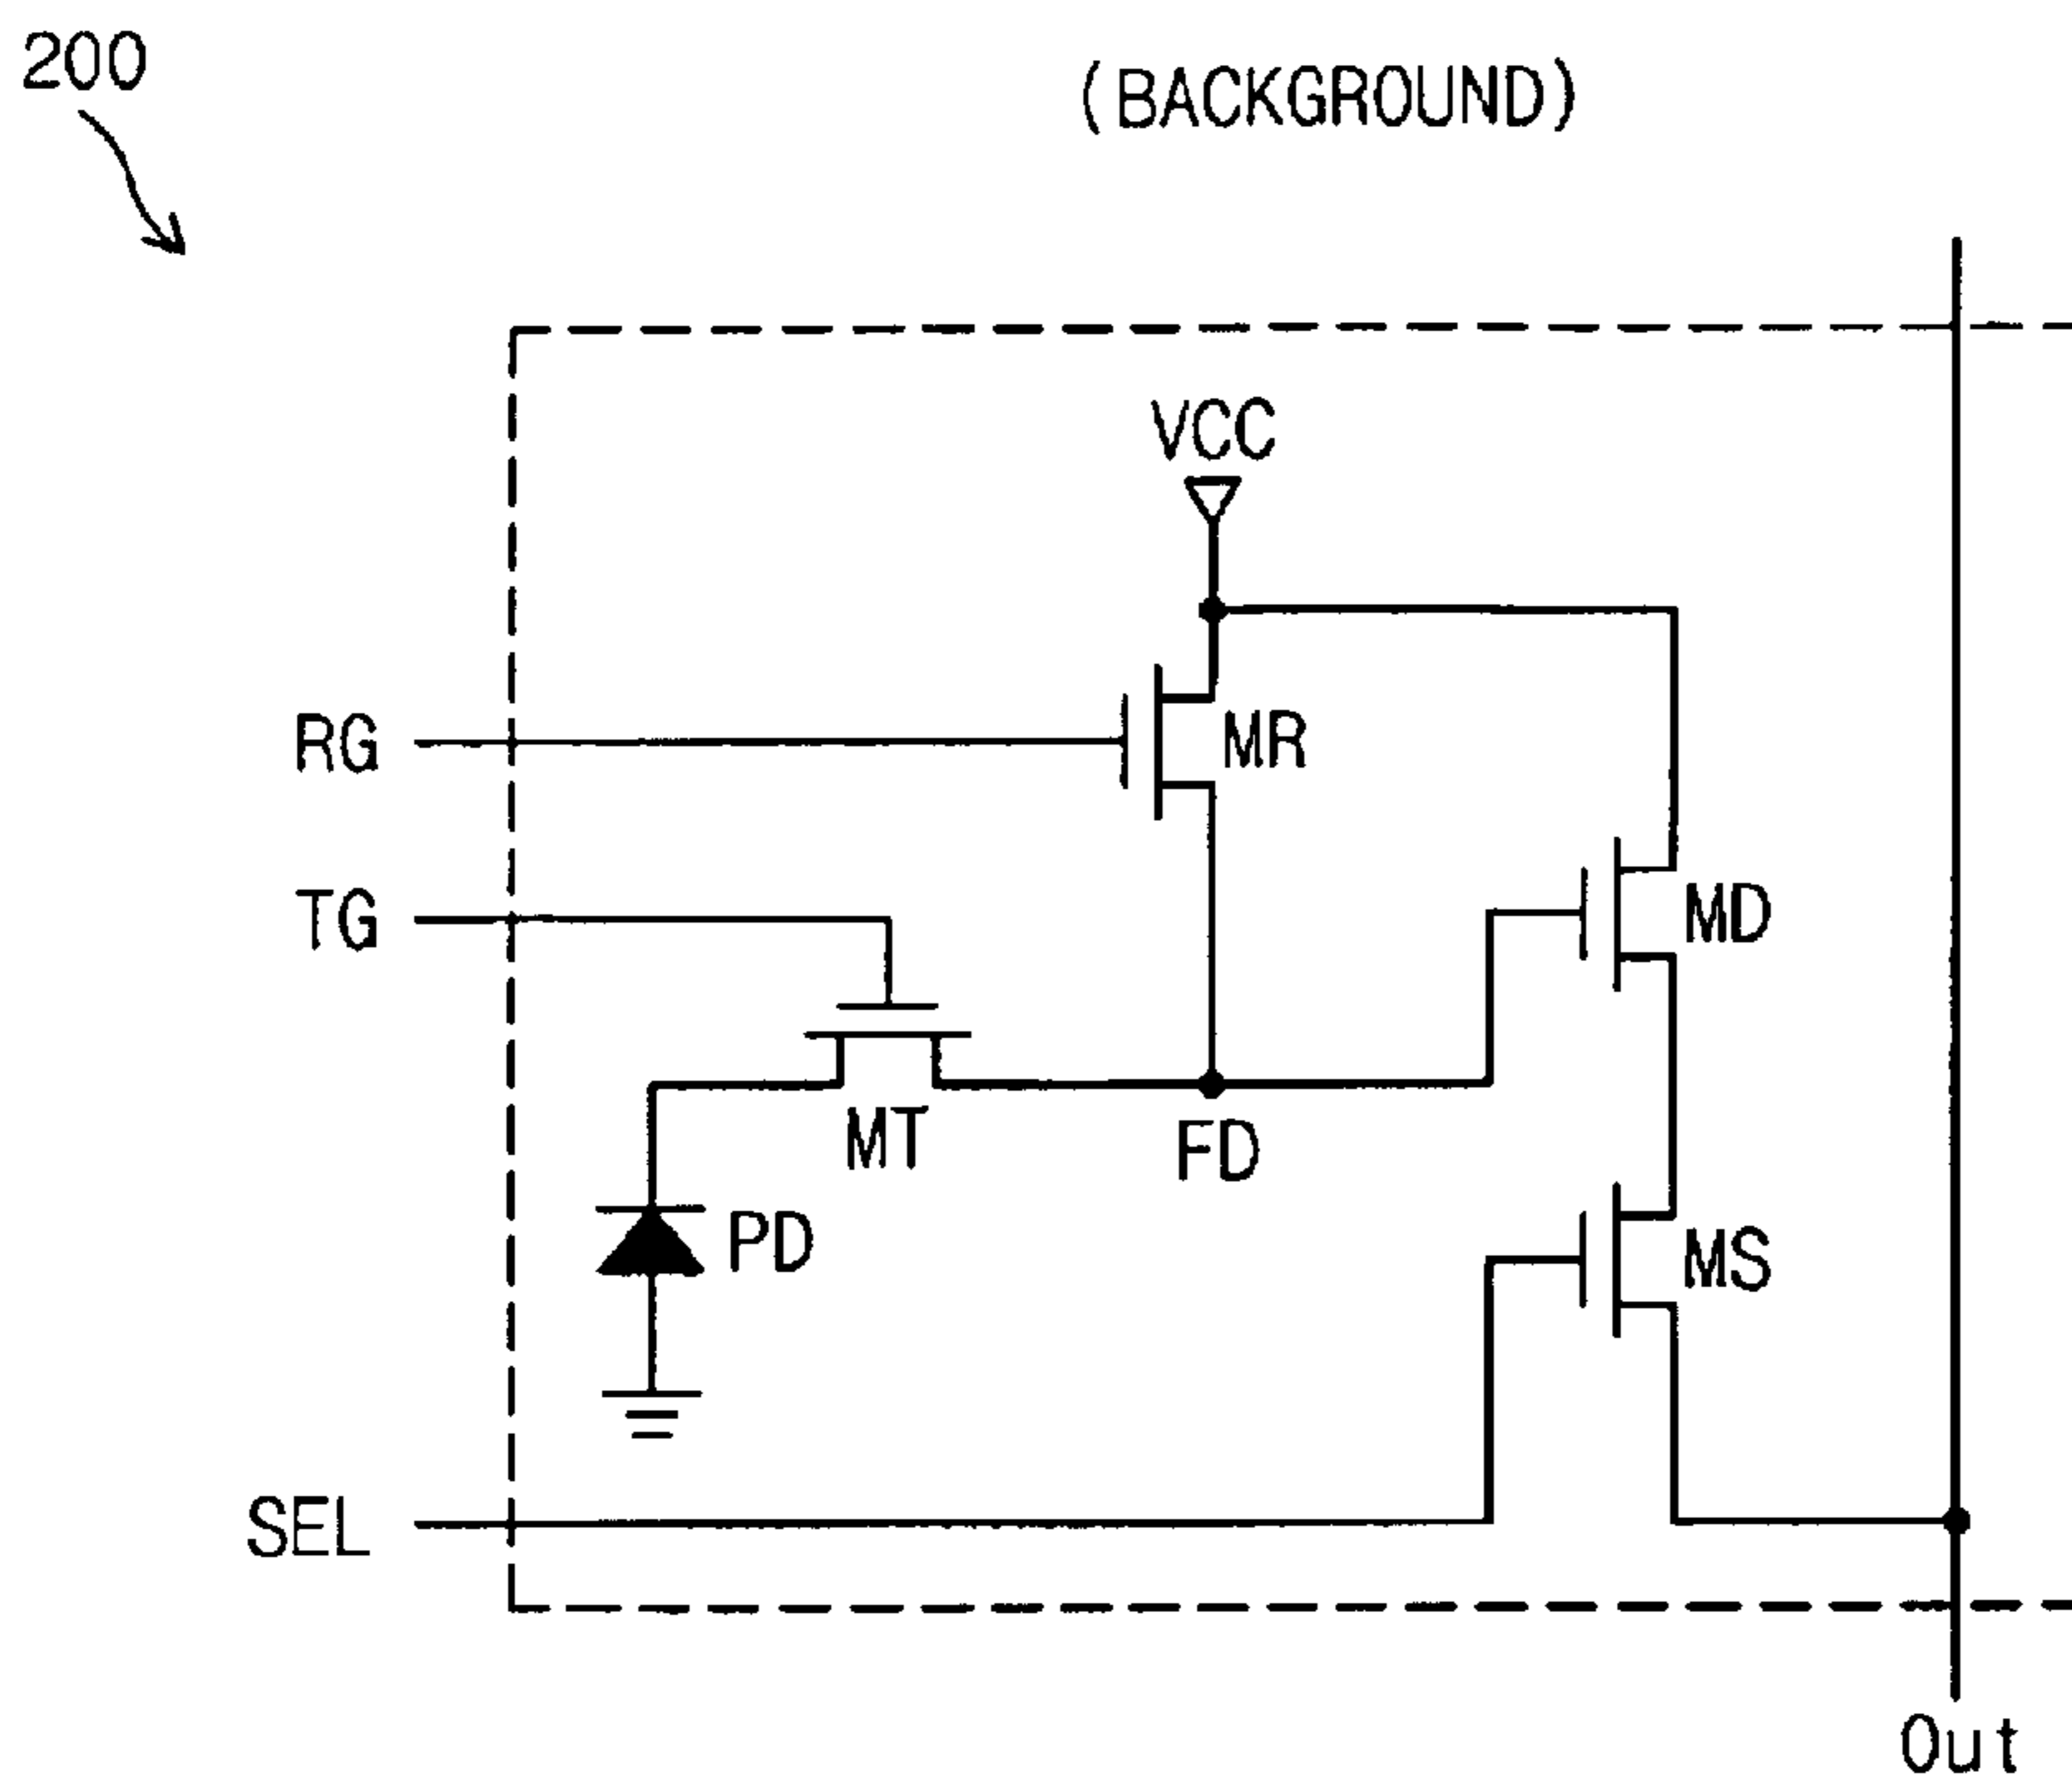 200
(BACKGROUND)
VCC
RG
MR
TG
MD
MT
FD
PD
MS
SEL
Out